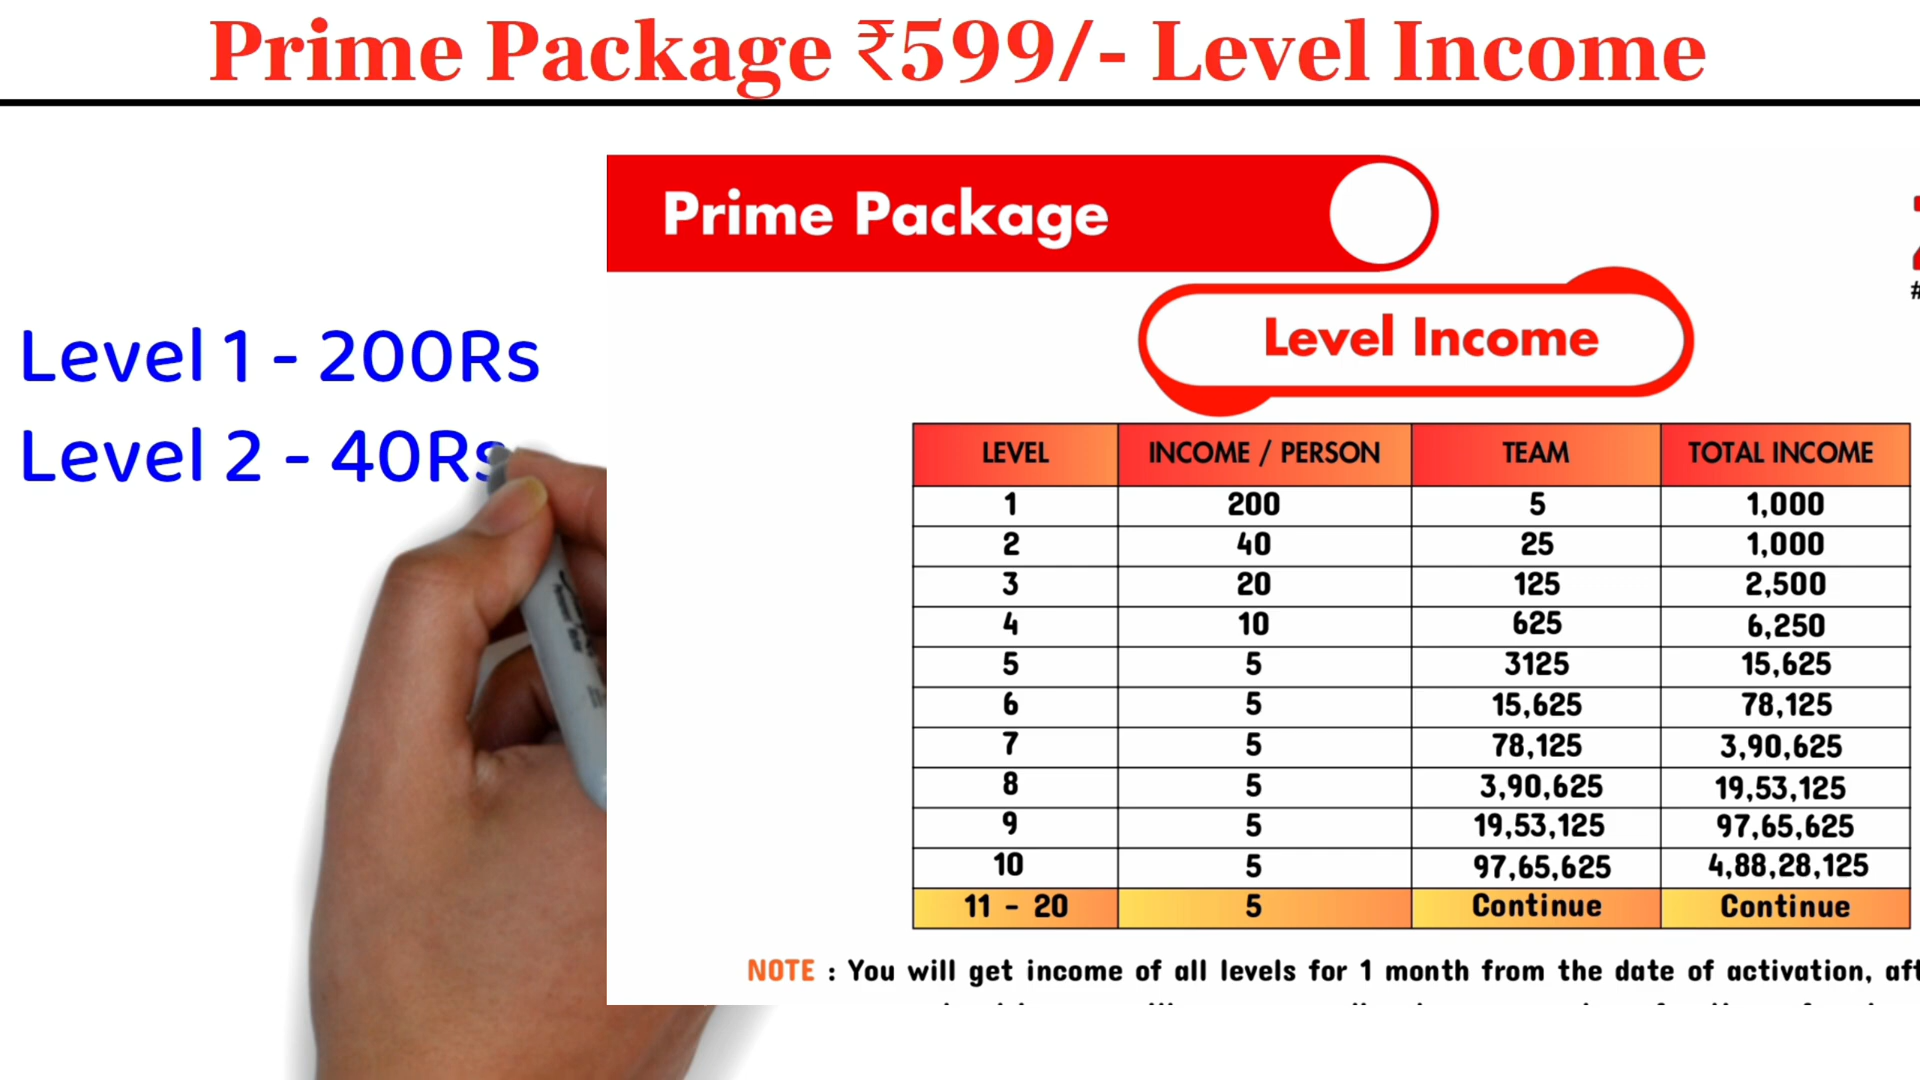 Prime Package ₹599/- Level Income
Prime Package
Level Income
Level 1 - 200Rs
Level 2 - 40Rs
LEVEL INCOME / PERSON TEAM TOTAL INCOME
1 200 5 1,000
2 40 25 1,000
3 20 125 2,500
4 10 625 6,250
5 5 3125 15,625
6 5 15,625 78,125
7 5 78,125 3,90,625
8 5 3,90,625 19,53,125
9 5 19,53,125 97,65,625
10 5 97,65,625 4,88,28,125
11 - 20 5 Continue Continue
NOTE : You will get income of all levels for 1 month from the date of activation,